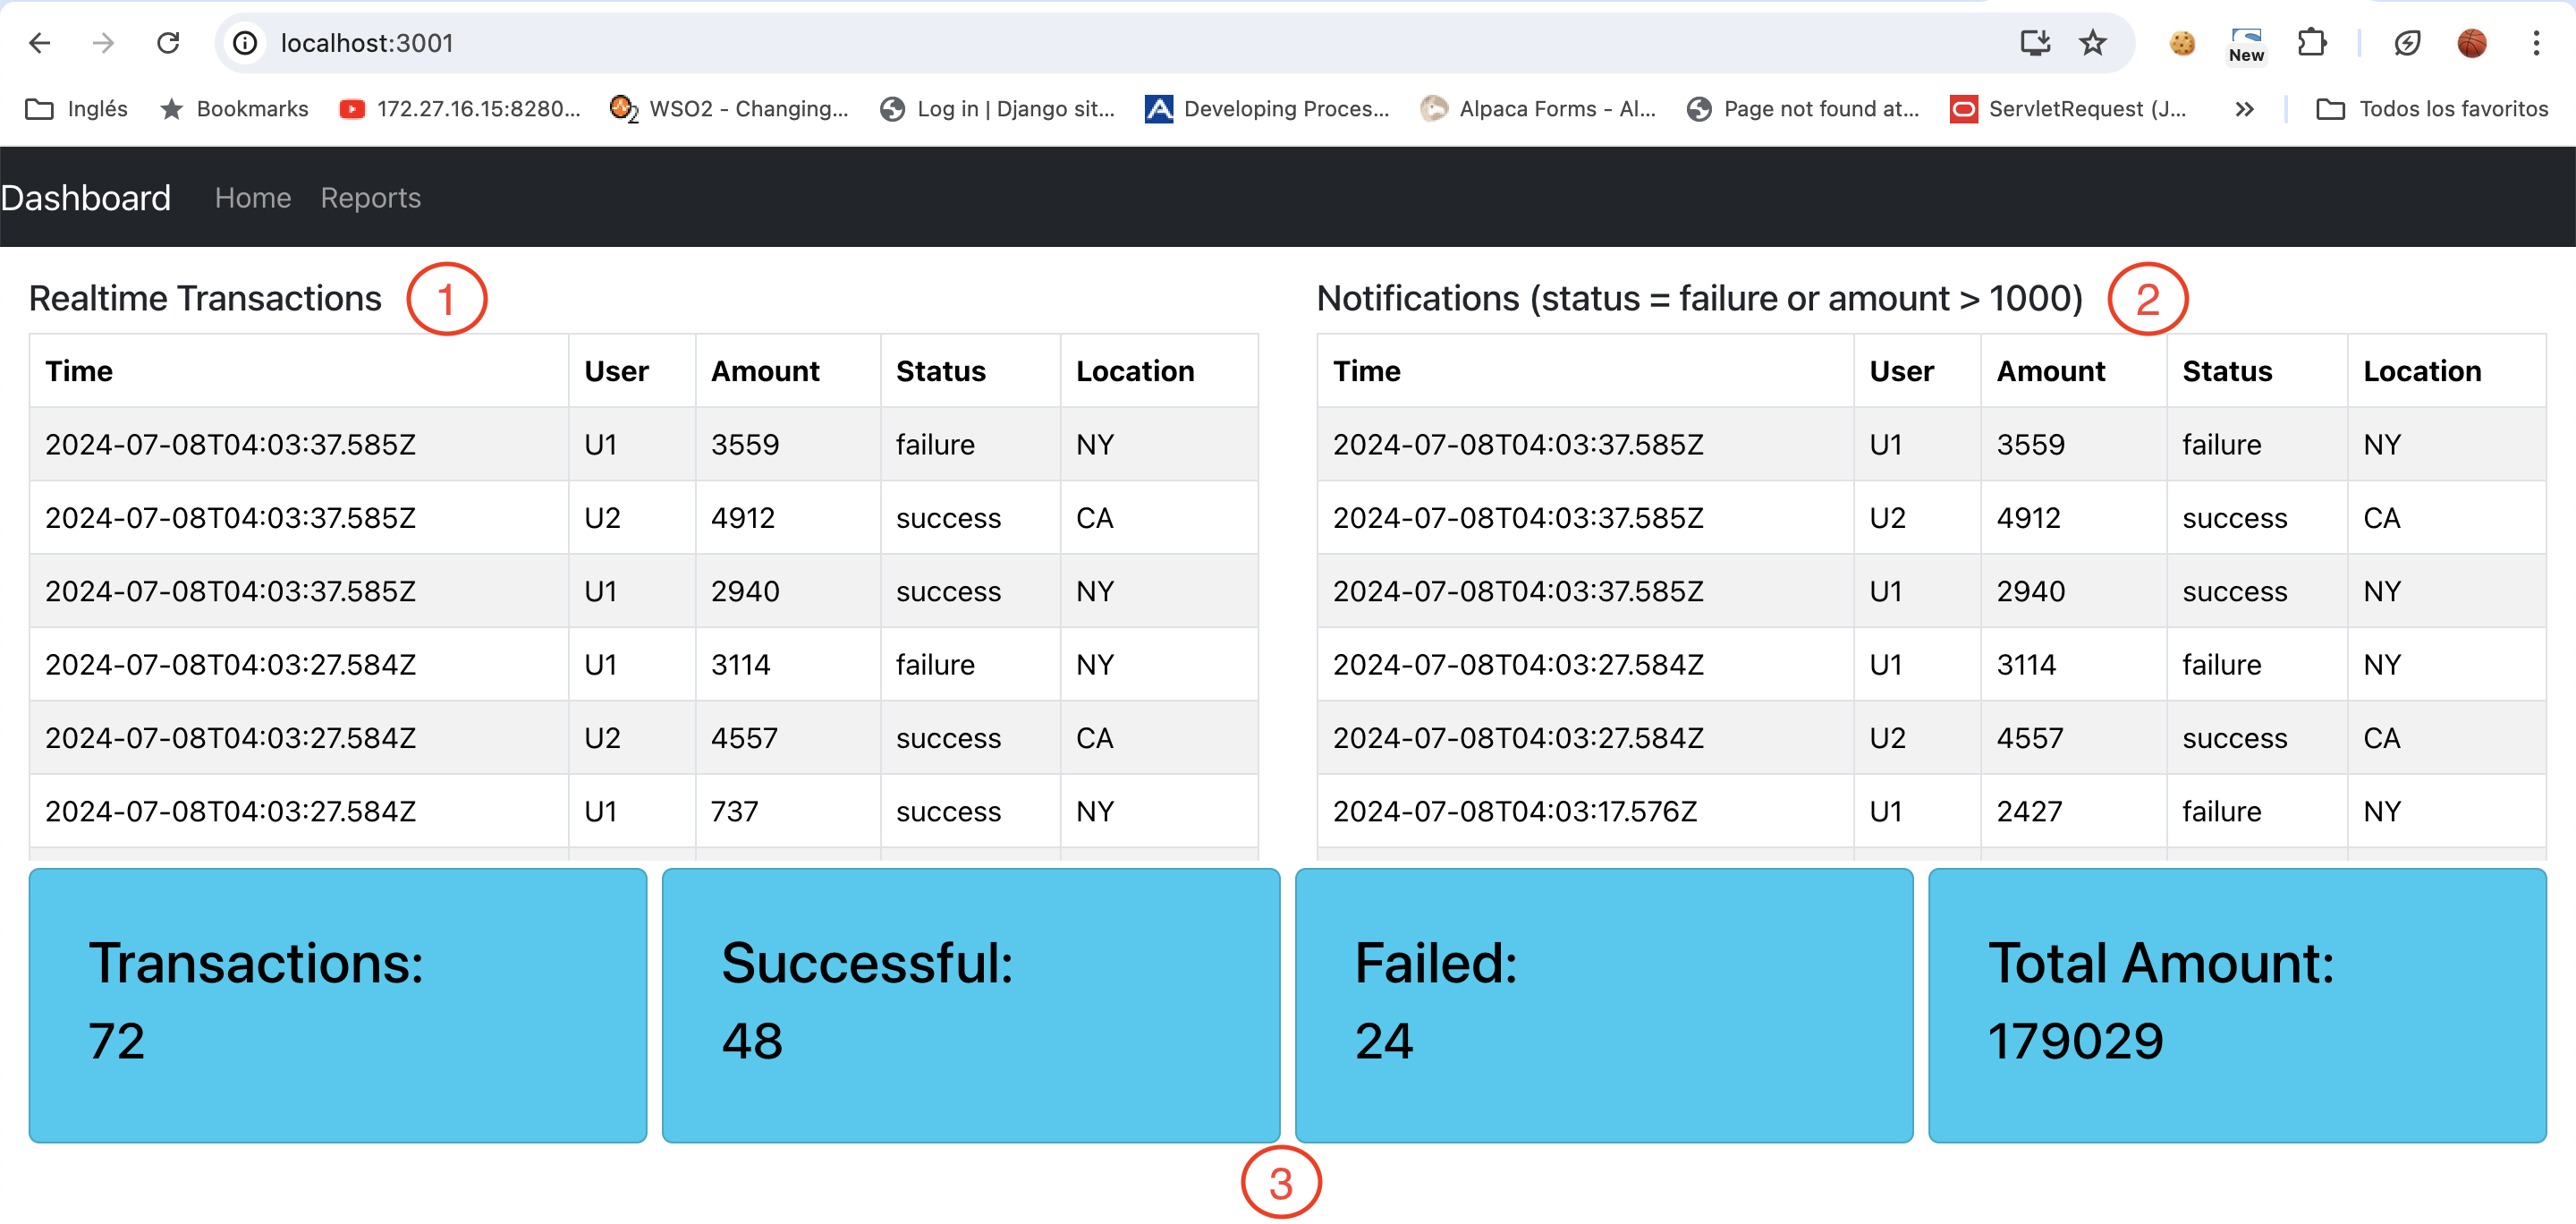 localhost:3001
New
Inglés Bookmarks 172.27.16.15:8280... WSO2 - Changing... Log in | Django sit... Developing Proces... Alpaca Forms - Al... Page not found at... ServletRequest (J... Todos los favoritos
Dashboard Home Reports
Realtime Transactions 1
Time User Amount Status Location
2024-07-08T04:03:37.585Z U1 3559 failure NY
2024-07-08T04:03:37.585Z U2 4912 success CA
2024-07-08T04:03:37.585Z U1 2940 success NY
2024-07-08T04:03:27.584Z U1 3114 failure NY
2024-07-08T04:03:27.584Z U2 4557 success CA
2024-07-08T04:03:27.584Z U1 737 success NY
Notifications (status = failure or amount > 1000) 2
Time User Amount Status Location
2024-07-08T04:03:37.585Z U1 3559 failure NY
2024-07-08T04:03:37.585Z U2 4912 success CA
2024-07-08T04:03:37.585Z U1 2940 success NY
2024-07-08T04:03:27.584Z U1 3114 failure NY
2024-07-08T04:03:27.584Z U2 4557 success CA
2024-07-08T04:03:17.576Z U1 2427 failure NY
Transactions:
72
Successful:
48
Failed:
24
Total Amount:
179029
3